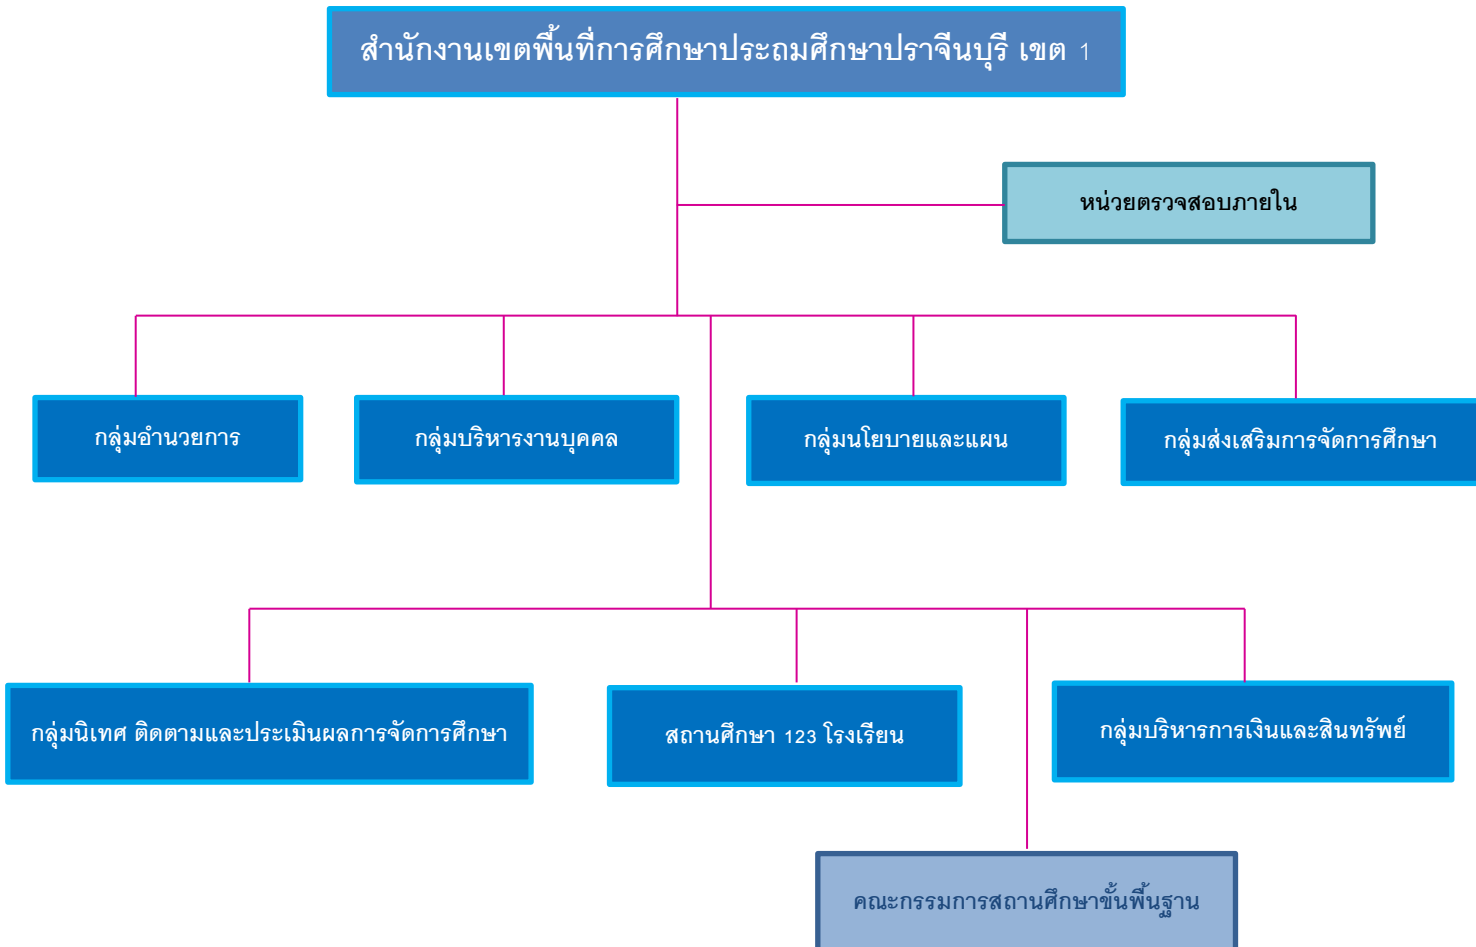 สำนักงานเขตพื้นที่การศึกษาประถมศึกษาปราจีนบุรี เขต 1
หน่วยตรวจสอบภายใน
กลุ่มอำนวยการ
กลุ่มบริหารงานบุคคล
กลุ่มนโยบายและแผน
กลุ่มส่งเสริมการจัดการศึกษา
กลุ่มนิเทศ ติดตามและประเมินผลการจัดการศึกษา
สถานศึกษา 123 โรงเรียน
กลุ่มบริหารการเงินและสินทรัพย์
คณะกรรมการสถานศึกษาขั้นพื้นฐาน